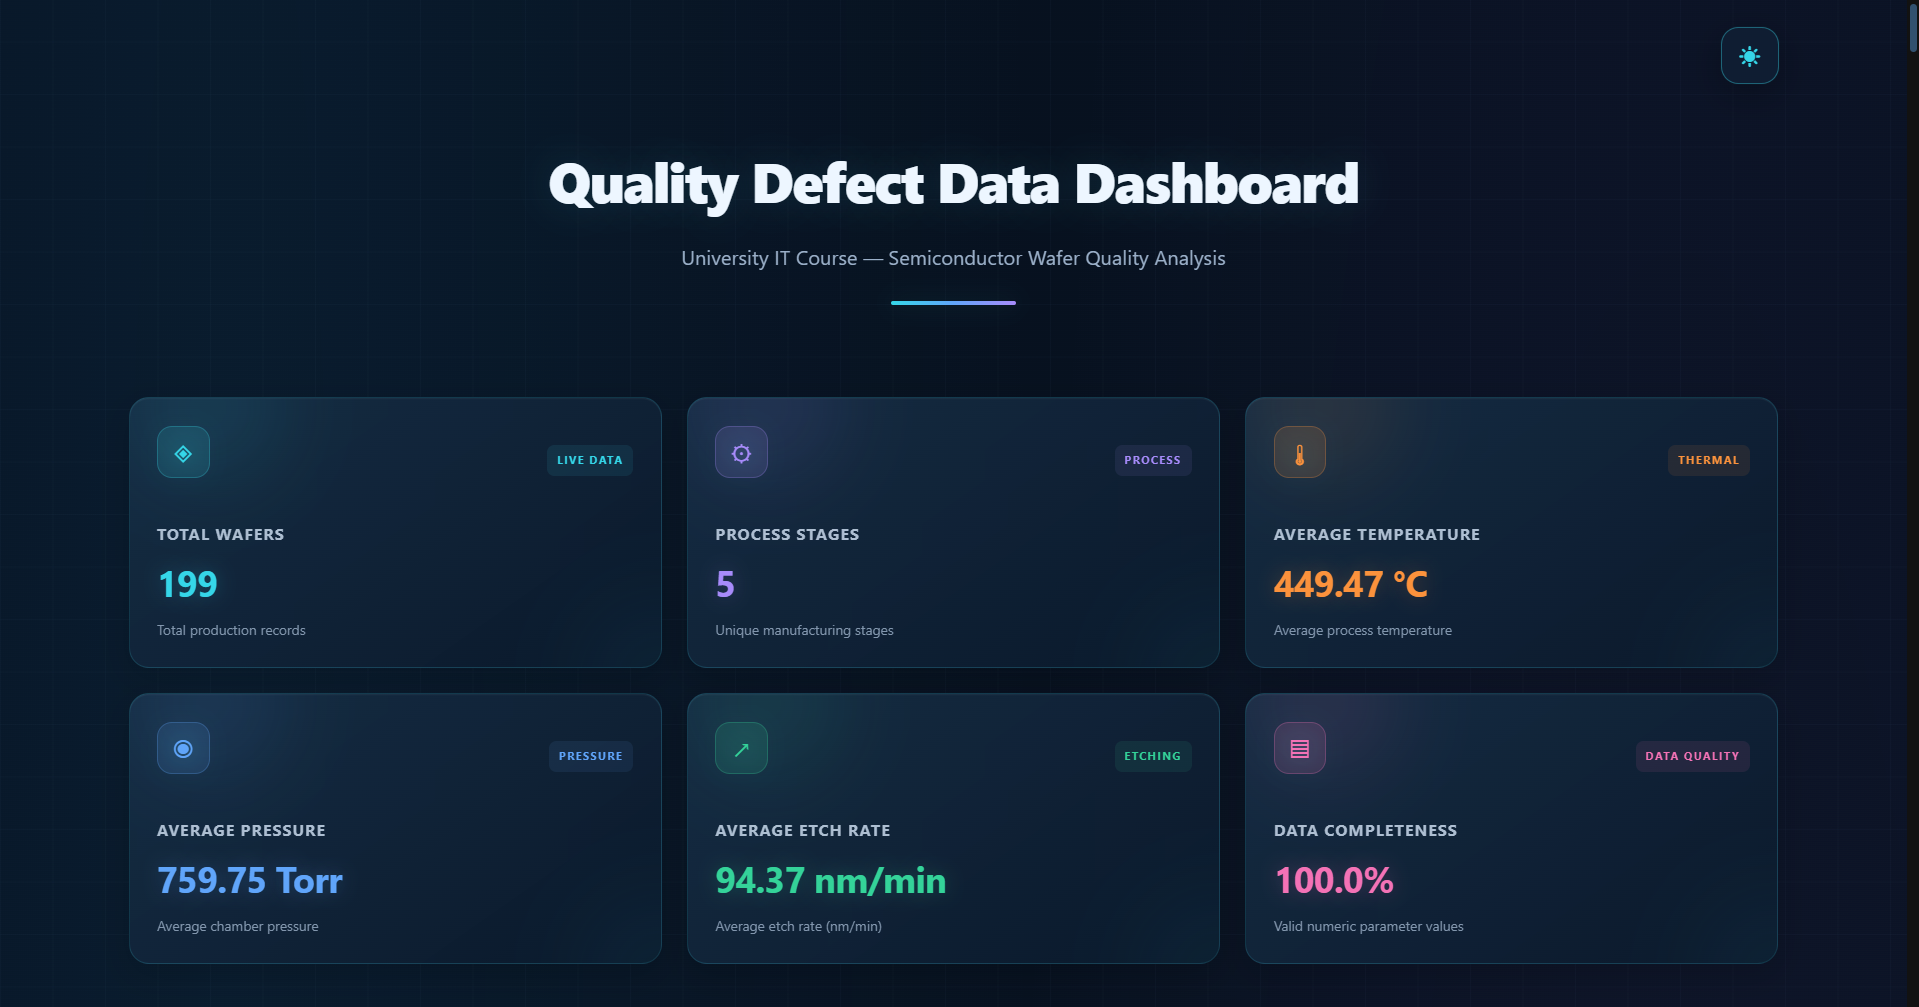 Quality Defect Data Dashboard
University IT Course — Semiconductor Wafer Quality Analysis
LIVE DATA
TOTAL WAFERS
199
Total production records
PROCESS
PROCESS STAGES
5
Unique manufacturing stages
THERMAL
AVERAGE TEMPERATURE
449.47 °C
Average process temperature
PRESSURE
AVERAGE PRESSURE
759.75 Torr
Average chamber pressure
ETCHING
AVERAGE ETCH RATE
94.37 nm/min
Average etch rate (nm/min)
DATA QUALITY
DATA COMPLETENESS
100.0%
Valid numeric parameter values